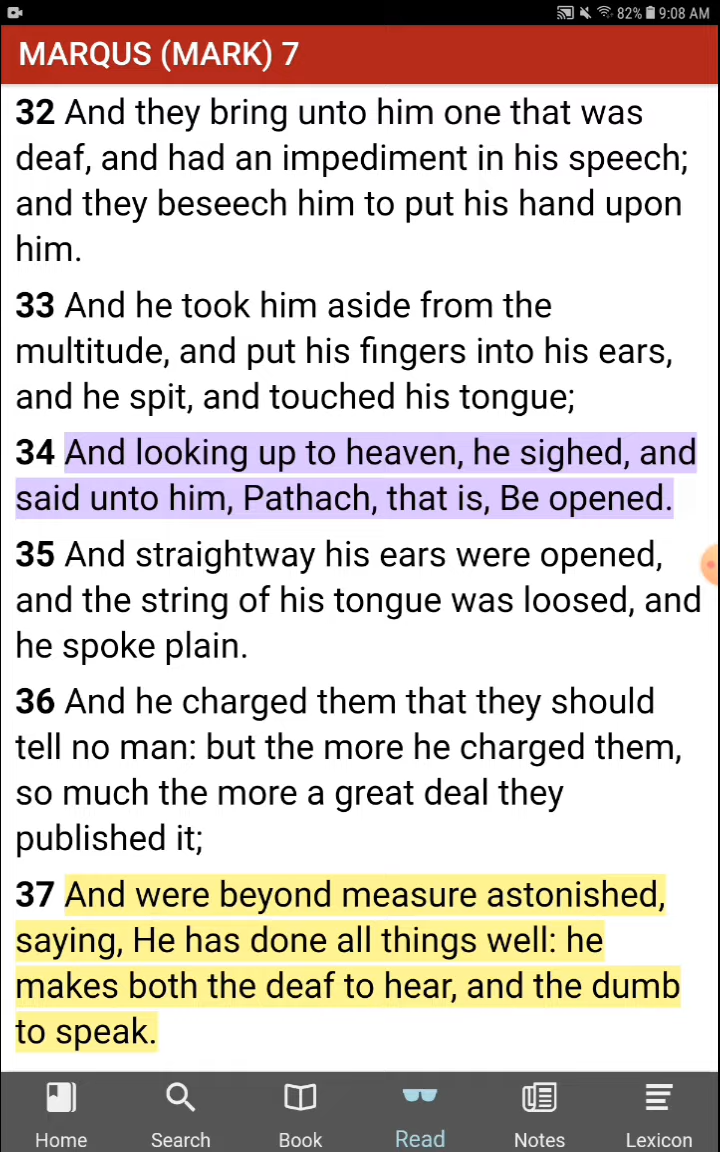 82% 9:08 AM
MARQUS (MARK) 7
32 And they bring unto him one that was
deaf, and had an impediment in his speech;
and they beseech him to put his hand upon
him.
33 And he took him aside from the
multitude, and put his fingers into his ears,
and he spit, and touched his tongue;
34 And looking up to heaven, he sighed, and
said unto him, Pathach, that is, Be opened.
35 And straightway his ears were opened,
and the string of his tongue was loosed, and
he spoke plain.
36 And he charged them that they should
tell no man: but the more he charged them,
so much the more a great deal they
published it;
37 And were beyond measure astonished,
saying, He has done all things well: he
makes both the deaf to hear, and the dumb
to speak.
Home Search Book Read Notes Lexicon